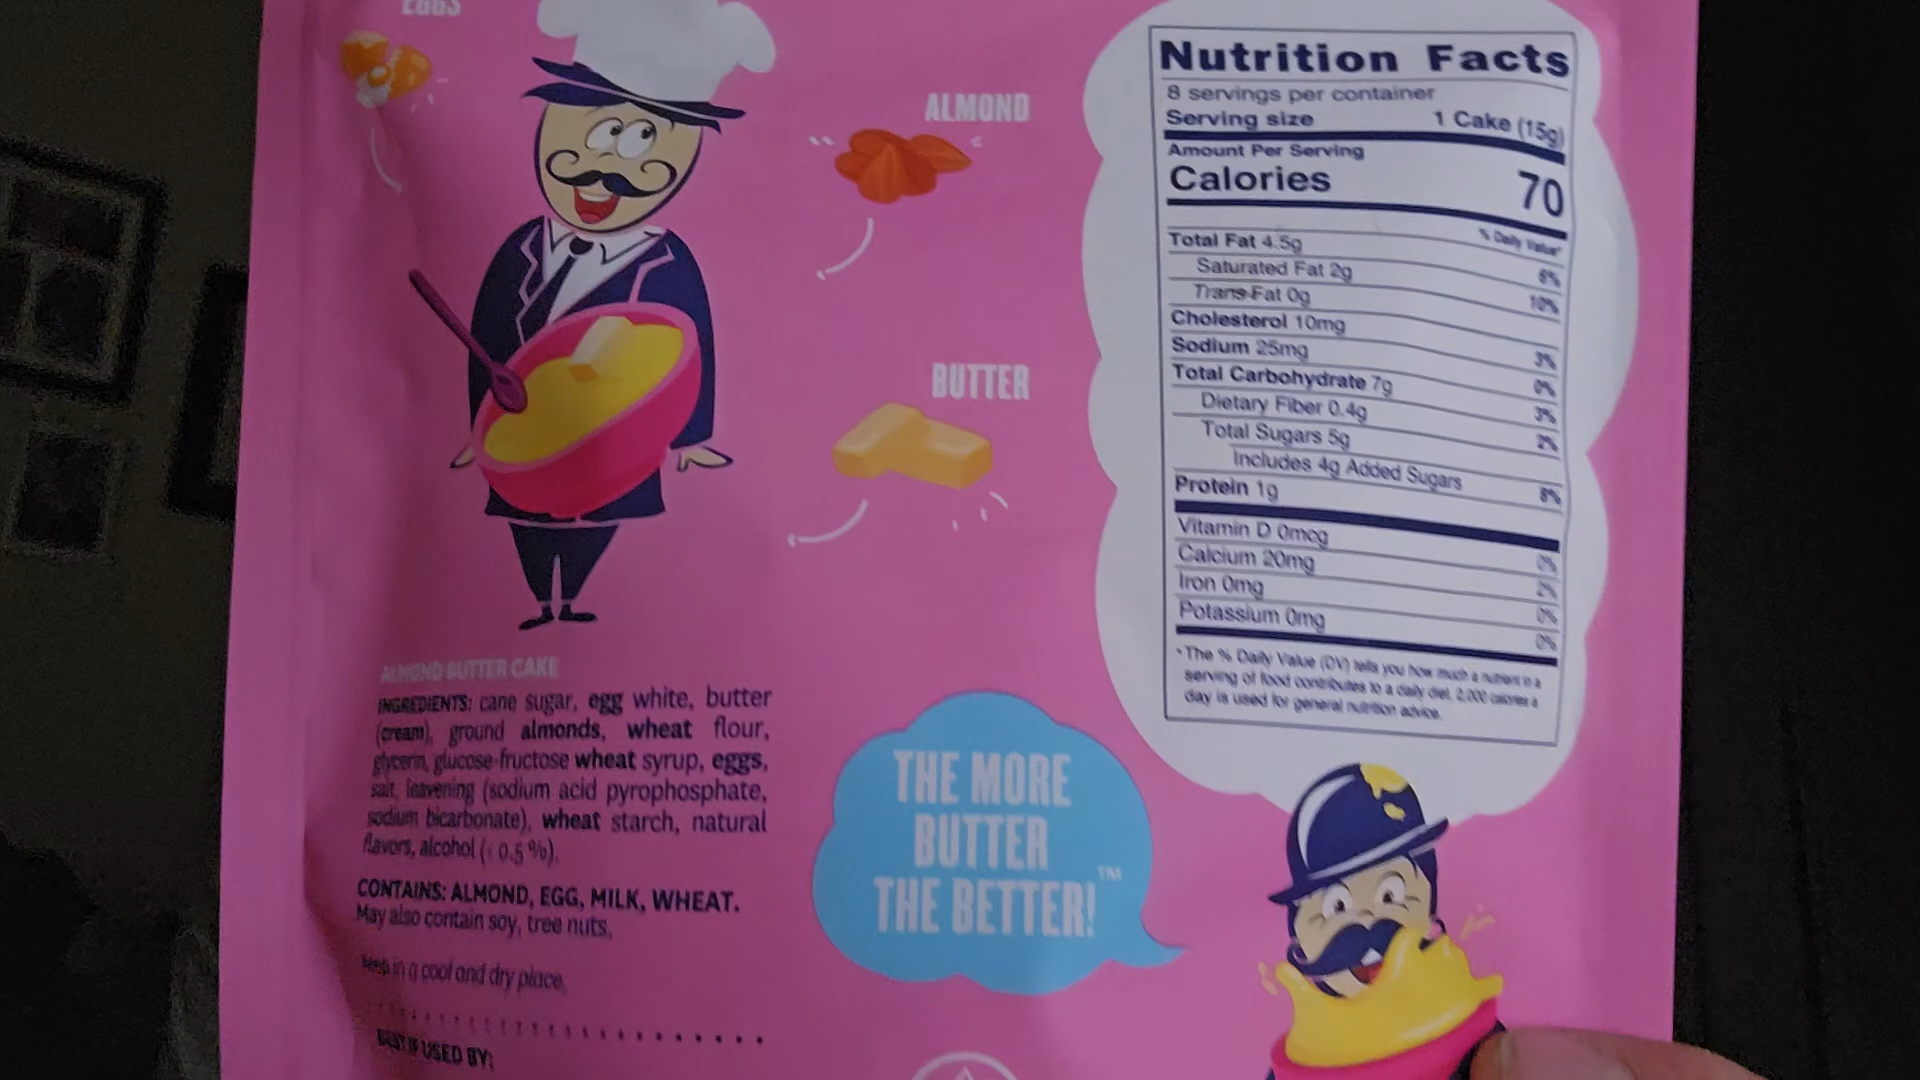 EGGS
ALMOND
BUTTER
Nutrition Facts
8 servings per container
Serving size 1 Cake (15g)
Amount Per Serving
Calories 70
% Daily Value*
Total Fat 4.5g 6%
Saturated Fat 2g 10%
Trans Fat 0g
Cholesterol 10mg 3%
Sodium 25mg 0%
Total Carbohydrate 7g 3%
Dietary Fiber 0.4g 2%
Total Sugars 5g
Includes 4g Added Sugars 8%
Protein 1g
Vitamin D 0mcg 0%
Calcium 20mg 2%
Iron 0mg 0%
Potassium 0mg 0%
*The % Daily Value (DV) tells you how much a nutrient in a
serving of food contributes to a daily diet. 2,000 calories a
day is used for general nutrition advice.
ALMOND BUTTER CAKE
INGREDIENTS: cane sugar, egg white, butter
(cream), ground almonds, wheat flour,
glycerin, glucose-fructose wheat syrup, eggs,
salt, leavening (sodium acid pyrophosphate,
sodium bicarbonate), wheat starch, natural
flavors, alcohol (< 0.5 %).
CONTAINS: ALMOND, EGG, MILK, WHEAT.
May also contain soy, tree nuts.
Keep in a cool and dry place.
BEST IF USED BY:
THE MORE
BUTTER
THE BETTER!™